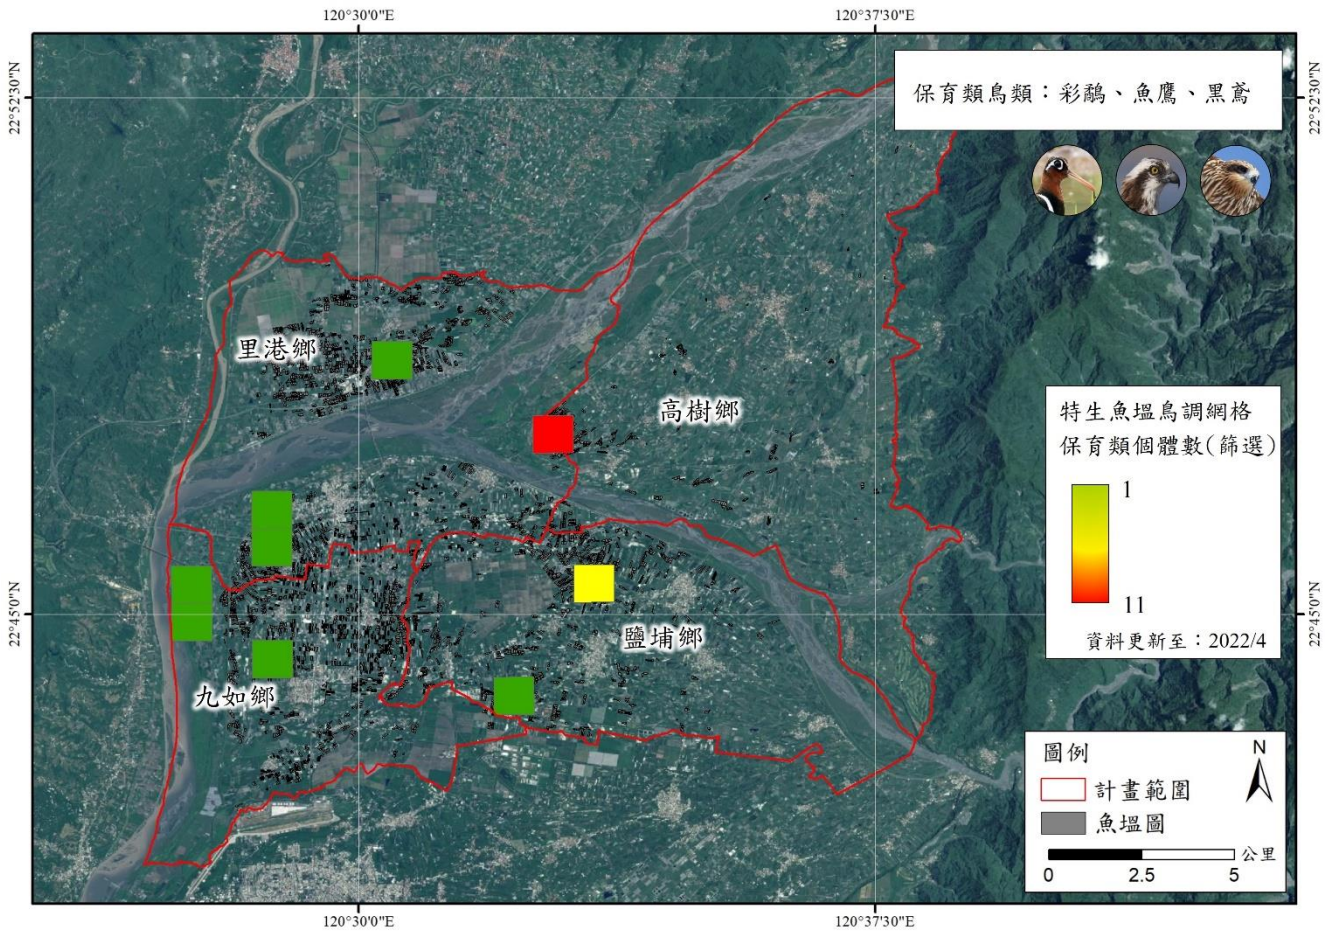 120°30'0"E
120°37'30"E
22°52'30"N
22°52'30"N
保育類鳥類：彩鷸、魚鷹、黑鳶
里港鄉
高樹鄉
特生魚塭鳥調網格
保育類個體數(篩選)
1
11
資料更新至：2022/4
22°45'0"N
22°45'0"N
鹽埔鄉
九如鄉
圖例
N
計畫範圍
魚塭圖
公里
0
2.5
5
120°30'0"E
120°37'30"E